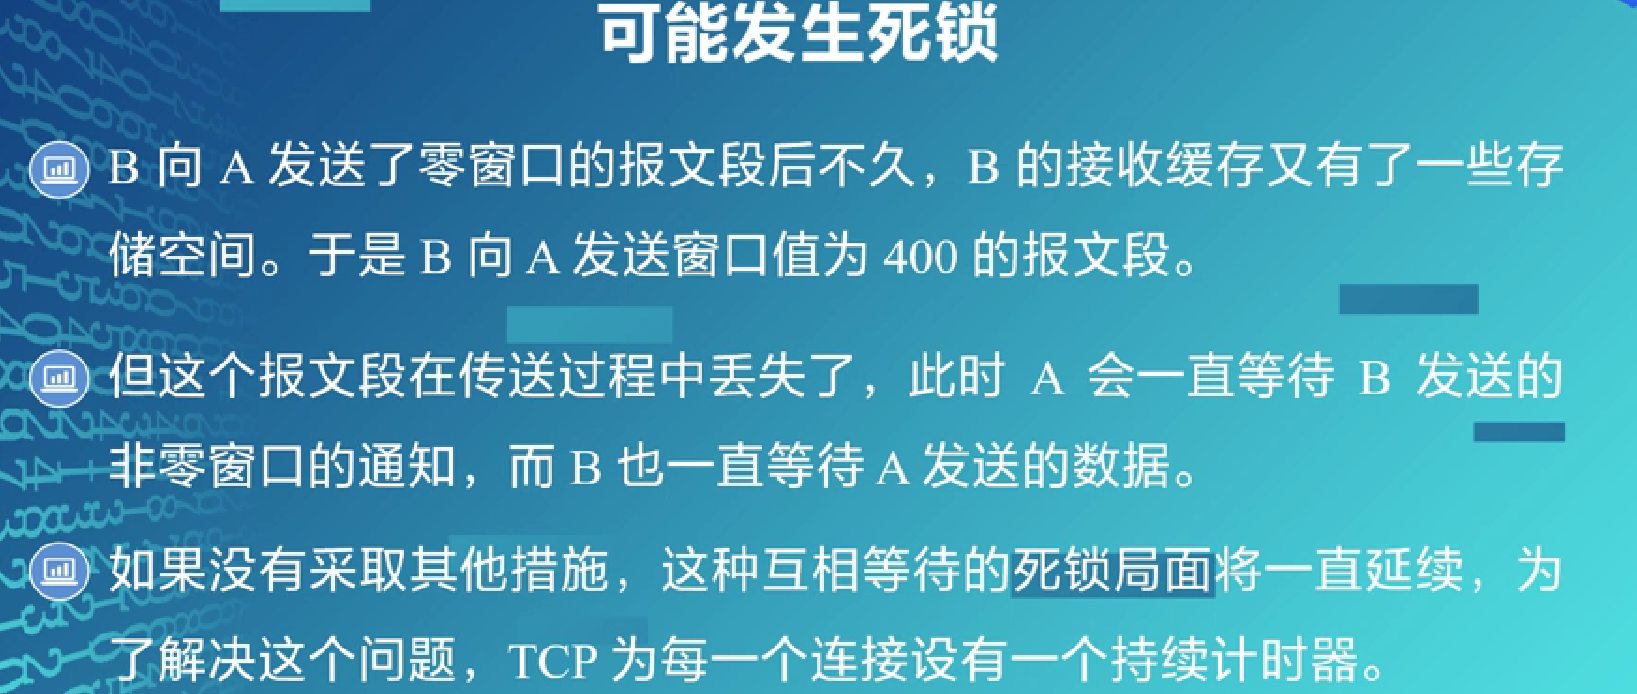 可能发生死锁
B 向 A 发送了零窗口的报文段后不久，B 的接收缓存又有了一些存
储空间。于是 B 向 A 发送窗口值为 400 的报文段。
但这个报文段在传送过程中丢失了，此时 A 会一直等待 B 发送的
非零窗口的通知，而 B 也一直等待 A 发送的数据。
如果没有采取其他措施，这种互相等待的死锁局面将一直延续，为
了解决这个问题，TCP 为每一个连接设有一个持续计时器。